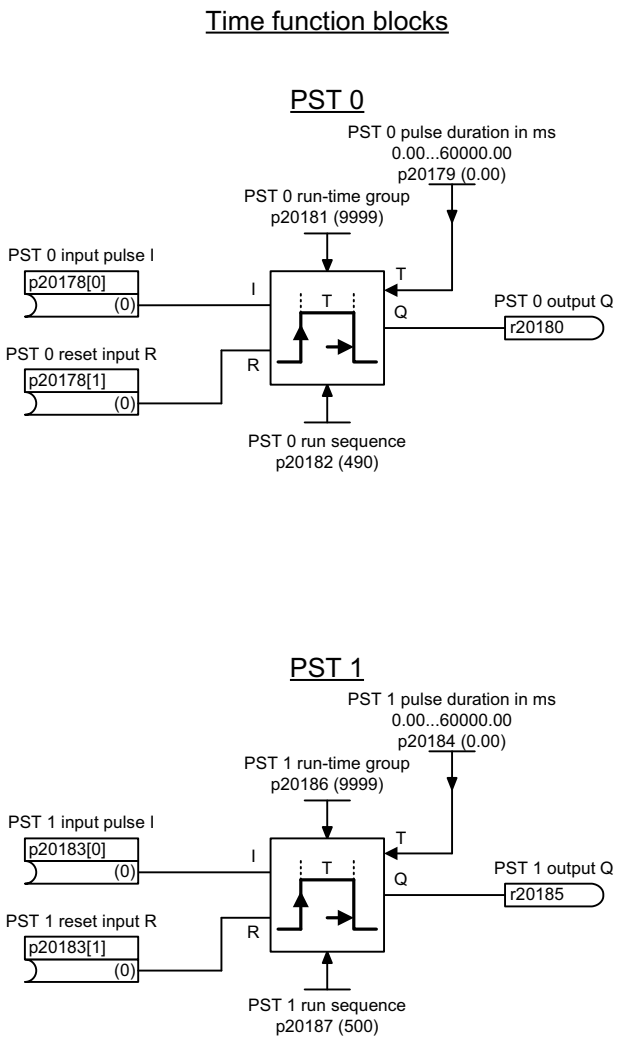 Time function blocks
PST 0
PST 0 pulse duration in ms
0.00...60000.00
p20179 (0.00)
PST 0 run-time group
p20181 (9999)
PST 0 input pulse I
p20178[0]
(0)
I
T
T
Q
PST 0 output Q
r20180
PST 0 reset input R
p20178[1]
(0)
R
PST 0 run sequence
p20182 (490)
PST 1
PST 1 pulse duration in ms
0.00...60000.00
p20184 (0.00)
PST 1 run-time group
p20186 (9999)
PST 1 input pulse I
p20183[0]
(0)
I
T
T
Q
PST 1 output Q
r20185
PST 1 reset input R
p20183[1]
(0)
R
PST 1 run sequence
p20187 (500)